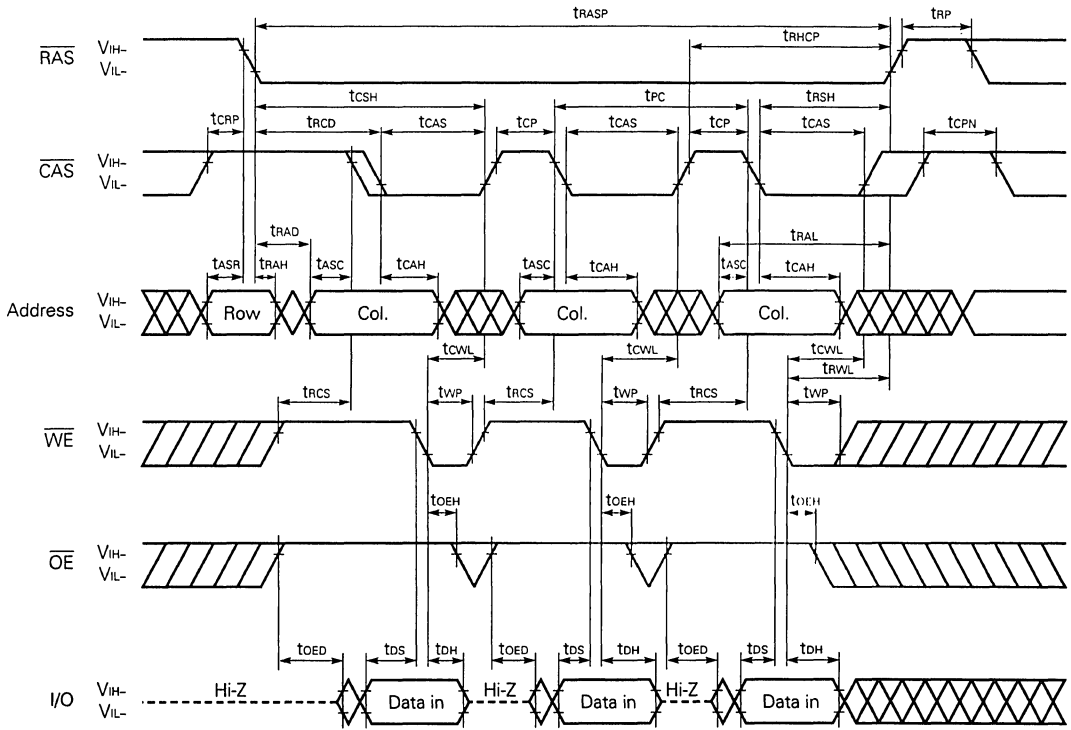 tRASP tRP
tRHCP
RAS VIH– VIL–
tCSH tPC tRSH
tCRP tRCD tCAS tCP tCAS tCP tCAS tCPN
CAS VIH– VIL–
tRAD tRAL
tASR tRAH tASC tCAH tASC tCAH tASC tCAH
Address VIH– VIL– Row Col. Col. Col.
tCWL tCWL tCWL
tRWL
tRCS tWP tRCS tWP tRCS tWP
WE VIH– VIL–
tOEH tOEH tOEH
OE VIH– VIL–
tOED tDS tDH tOED tDS tDH tOED tDS tDH
I/O VIH– VIL– Hi-Z Data in Hi-Z Data in Hi-Z Data in